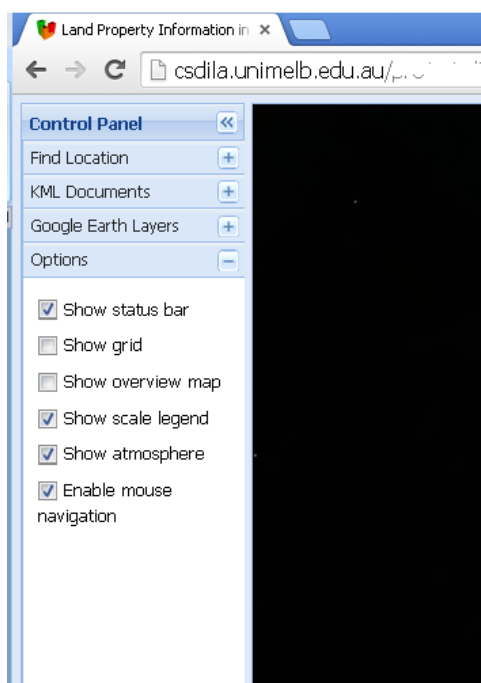 Land Property Information in
csdila.unimelb.edu.au/
Control Panel
Find Location
KML Documents
Google Earth Layers
Options
Show status bar
Show grid
Show overview map
Show scale legend
Show atmosphere
Enable mouse
navigation